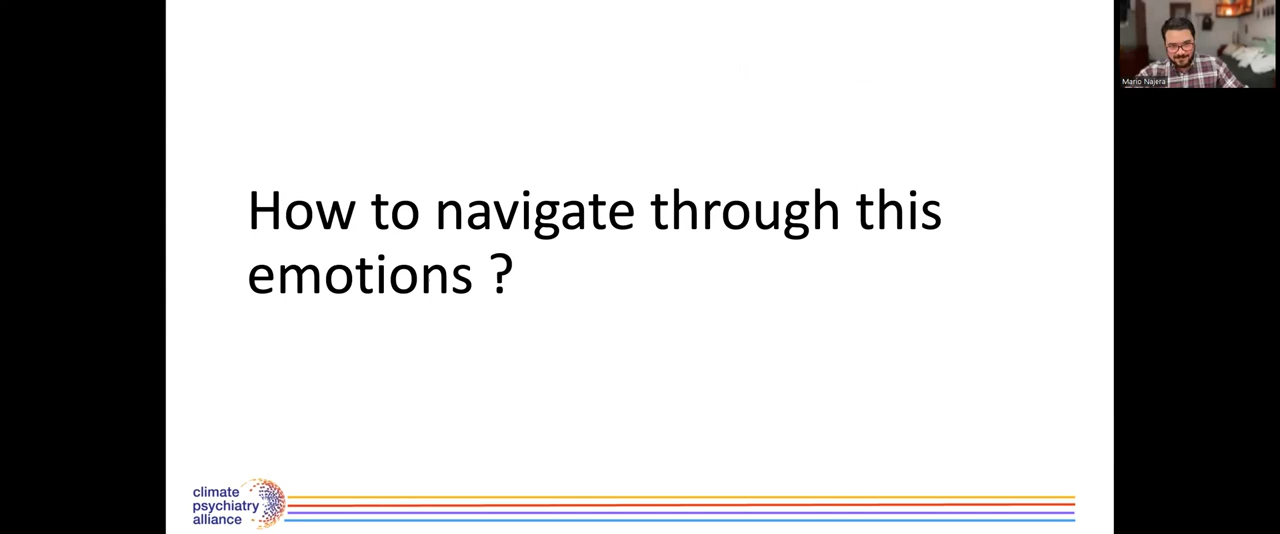 Mario Najera
How to navigate through this
emotions ?
climate
psychiatry
alliance